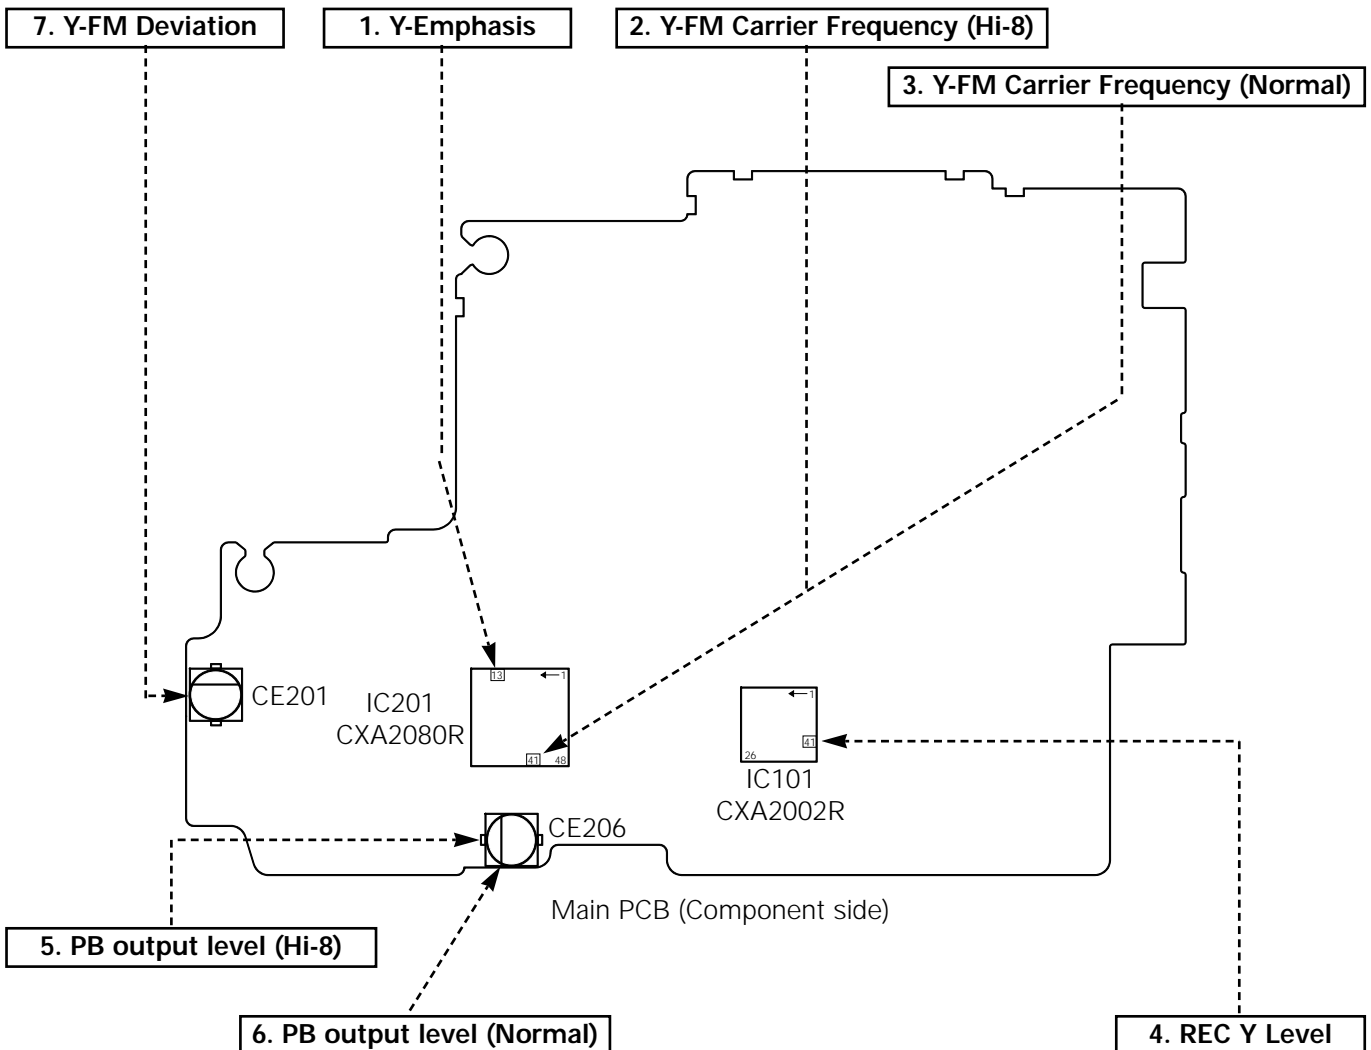 7. Y-FM Deviation
1. Y-Emphasis
2. Y-FM Carrier Frequency (Hi-8)
3. Y-FM Carrier Frequency (Normal)
CE201
IC201
CXA2080R
13
1
41
48
1
41
26
IC101
CXA2002R
CE206
Main PCB (Component side)
5. PB output level (Hi-8)
6. PB output level (Normal)
4. REC Y Level